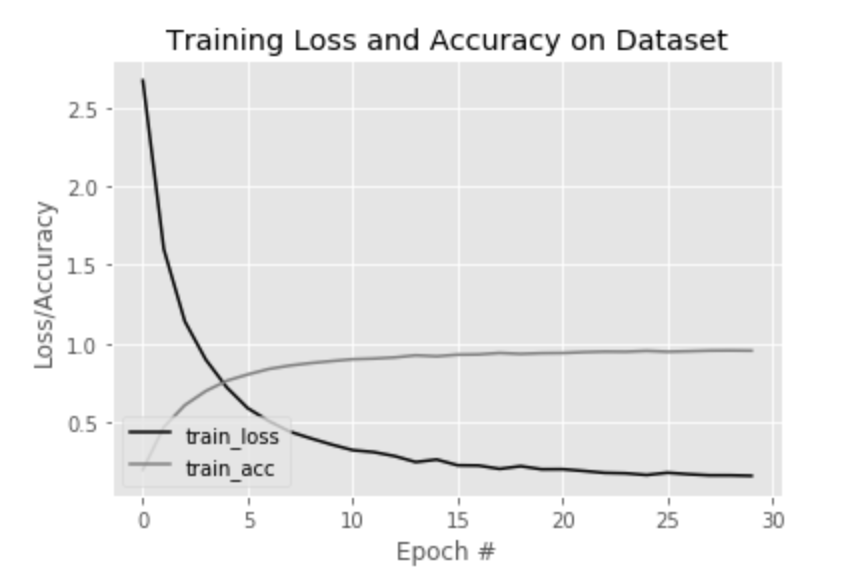 Training Loss and Accuracy on Dataset
2.5
2.0
1.5
1.0
0.5
Loss/Accuracy
train_loss
train_acc
0 5 10 15 20 25 30
Epoch #